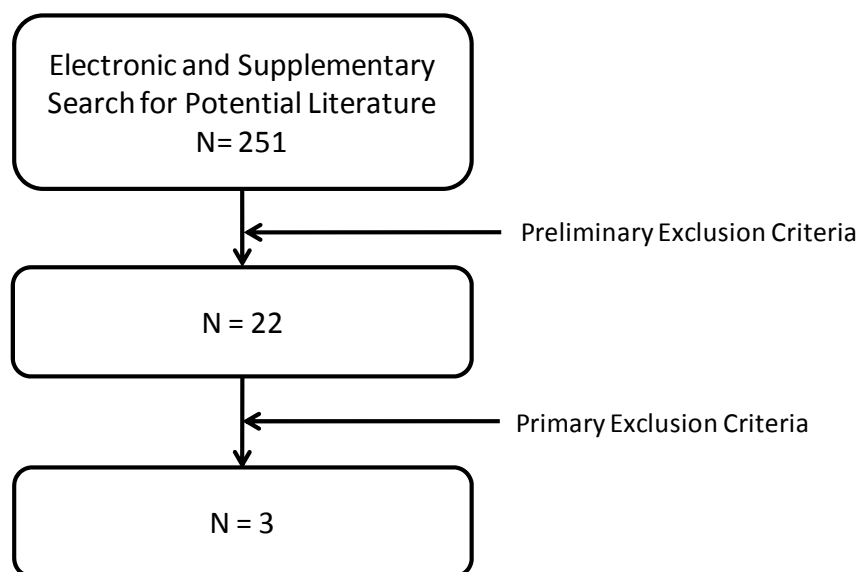 Electronic and Supplementary
Search for Potential Literature
N= 251
Preliminary Exclusion Criteria
N = 22
Primary Exclusion Criteria
N = 3